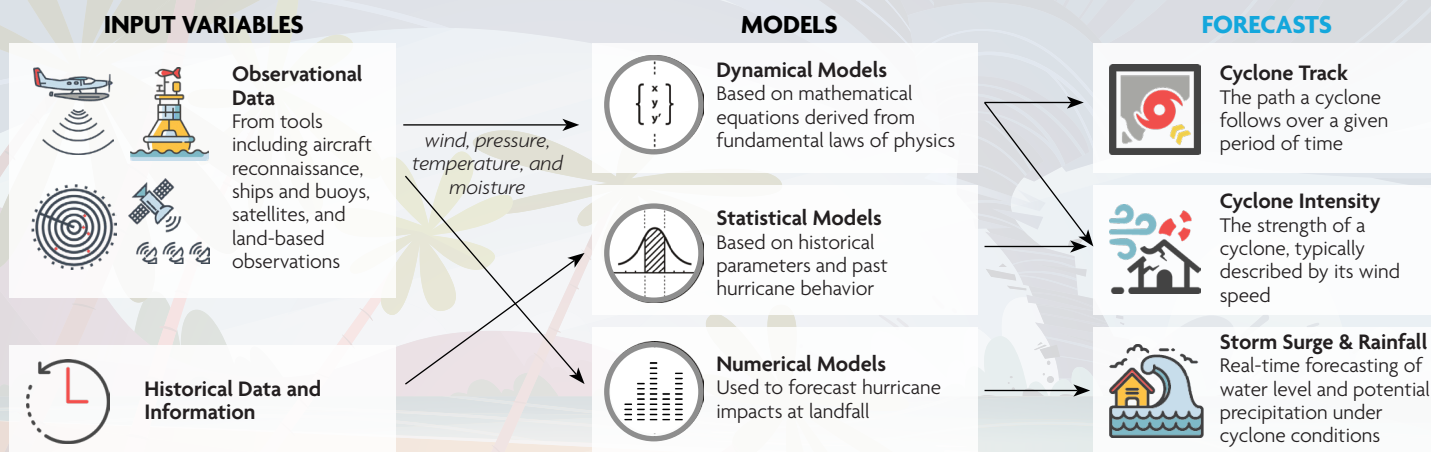 INPUT VARIABLES
Observational
Data
From tools
including aircraft
reconnaissance,
ships and buoys,
satellites, and
land-based
observations
Historical Data and
Information
wind, pressure,
temperature, and
moisture
MODELS
Dynamical Models
Based on mathematical
equations derived from
fundamental laws of physics
x
y
y'
Statistical Models
Based on historical
parameters and past
hurricane behavior
Numerical Models
Used to forecast hurricane
impacts at landfall
FORECASTS
Cyclone Track
The path a cyclone
follows over a given
period of time
Cyclone Intensity
The strength of a
cyclone, typically
described by its wind
speed
Storm Surge & Rainfall
Real-time forecasting of
water level and potential
precipitation under
cyclone conditions